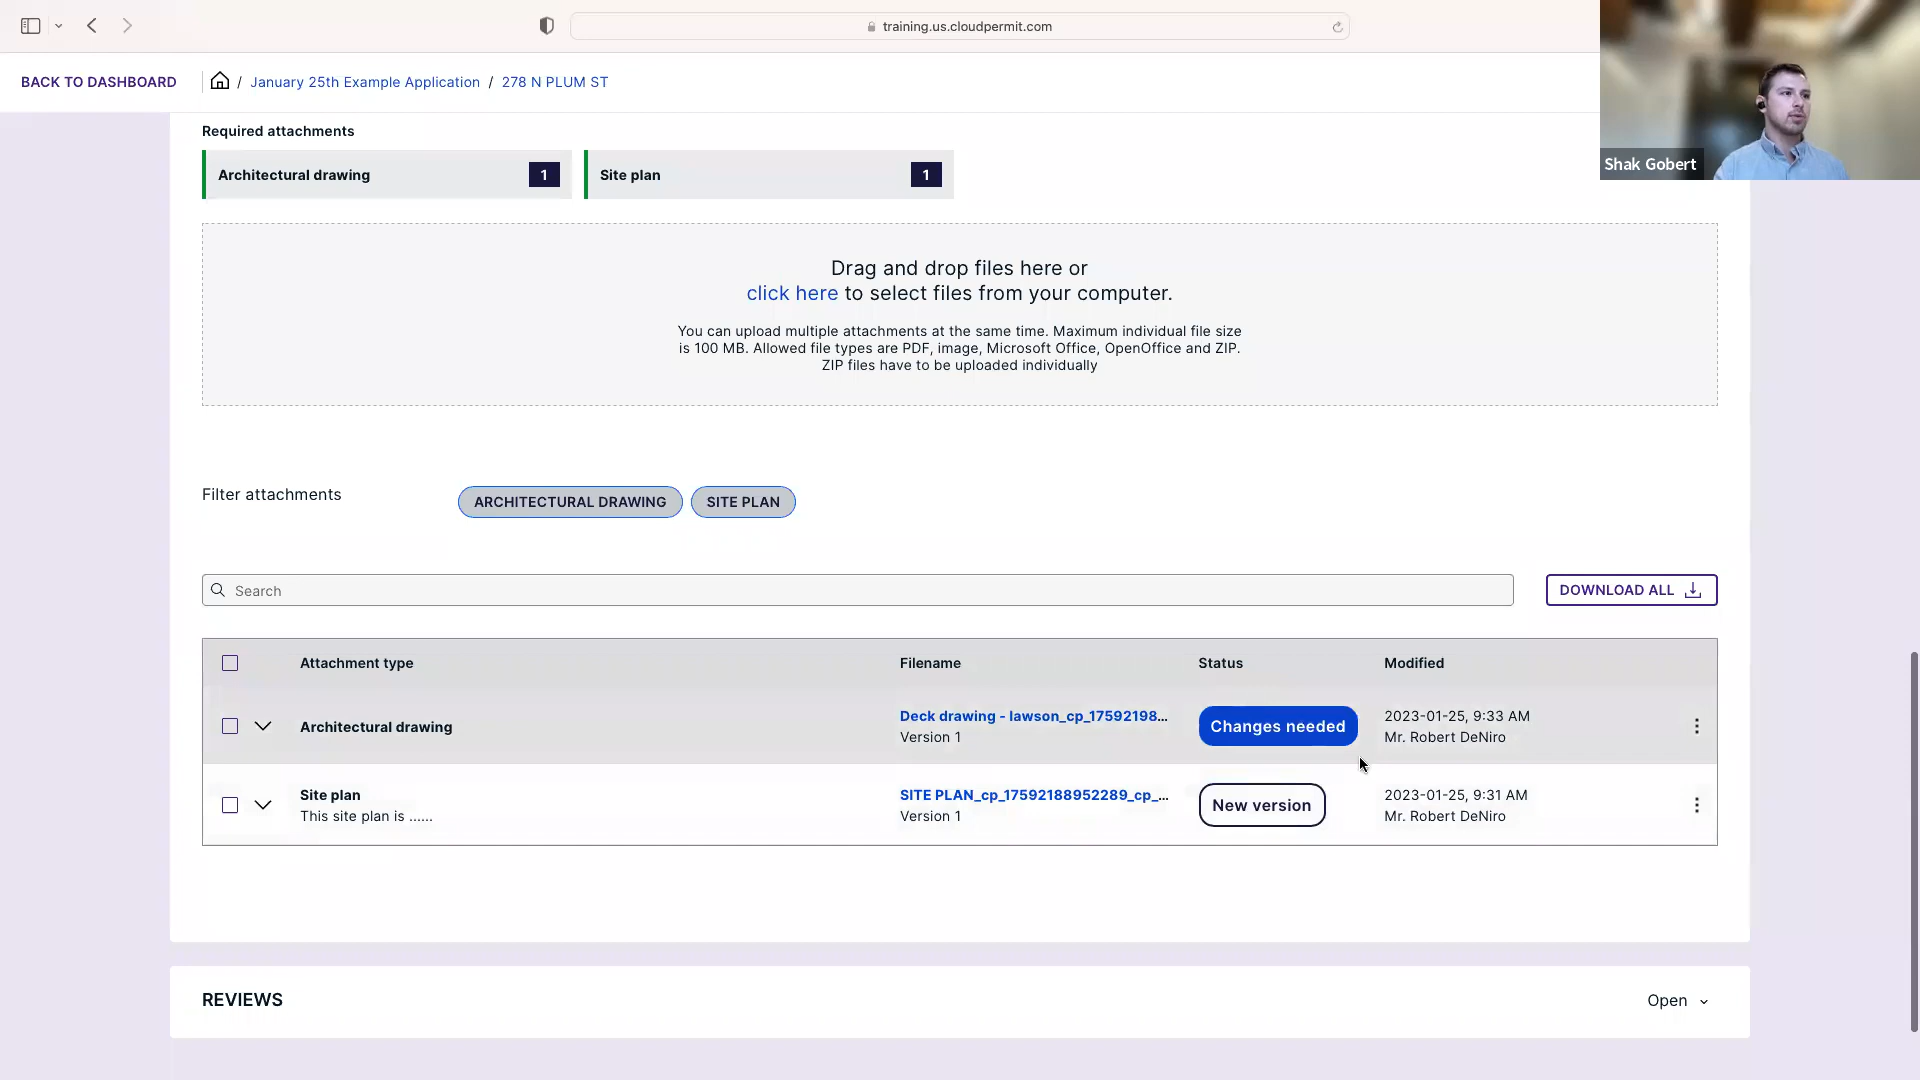 training.us.cloudpermit.com
BACK TO DASHBOARD / January 25th Example Application / 278 N PLUM ST
Shak Gobert
Required attachments
Architectural drawing 1
Site plan 1
Drag and drop files here or
click here to select files from your computer.
You can upload multiple attachments at the same time. Maximum individual file size
is 100 MB. Allowed file types are PDF, image, Microsoft Office, OpenOffice and ZIP.
ZIP files have to be uploaded individually
Filter attachments
ARCHITECTURAL DRAWING
SITE PLAN
Search
DOWNLOAD ALL
Attachment type Filename Status Modified
Architectural drawing
Deck drawing - lawson_cp_17592198...
Version 1
Changes needed
2023-01-25, 9:33 AM
Mr. Robert DeNiro
Site plan
This site plan is ......
SITE PLAN_cp_17592188952289_cp_...
Version 1
New version
2023-01-25, 9:31 AM
Mr. Robert DeNiro
REVIEWS
Open